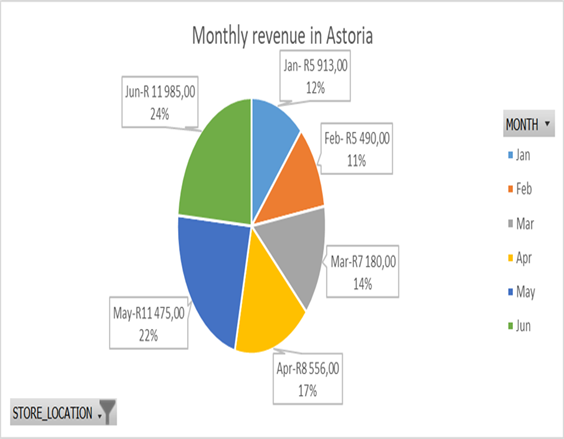 Monthly revenue in Astoria
Jan- R5 913,00
12%
Feb- R5 490,00
11%
Mar-R7 180,00
14%
Apr-R8 556,00
17%
May-R11 475,00
22%
Jun-R 11 985,00
24%
MONTH
Jan
Feb
Mar
Apr
May
Jun
STORE_LOCATION